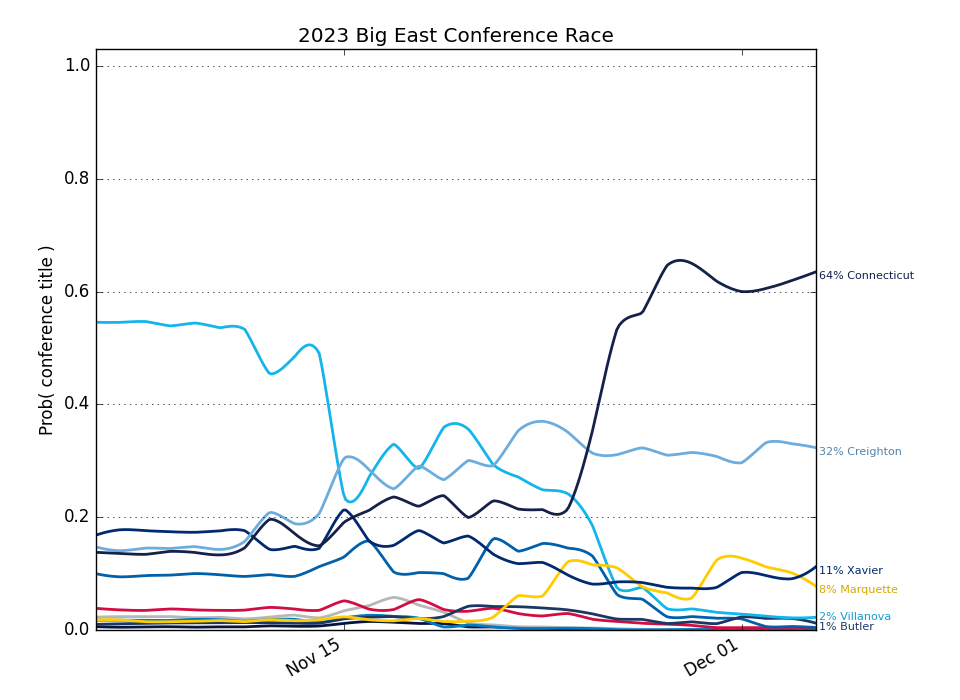 2023 Big East Conference Race
1.0
0.8
0.6
0.4
0.2
0.0
Prob( conference title )
64% Connecticut
32% Creighton
11% Xavier
8% Marquette
2% Villanova
1% Butler
Nov 15
Dec 01